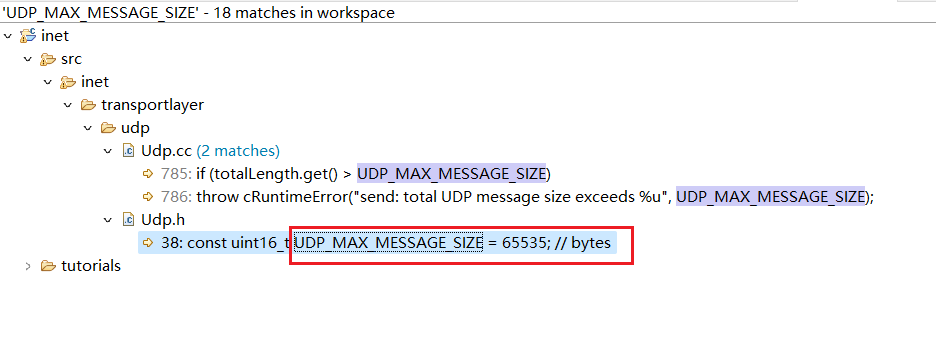 'UDP_MAX_MESSAGE_SIZE' - 18 matches in workspace
inet
src
inet
transportlayer
udp
Udp.cc (2 matches)
785: if (totalLength.get() > UDP_MAX_MESSAGE_SIZE)
786: throw cRuntimeError("send: total UDP message size exceeds %u", UDP_MAX_MESSAGE_SIZE);
Udp.h
38: const uint16_t UDP_MAX_MESSAGE_SIZE = 65535; // bytes
tutorials